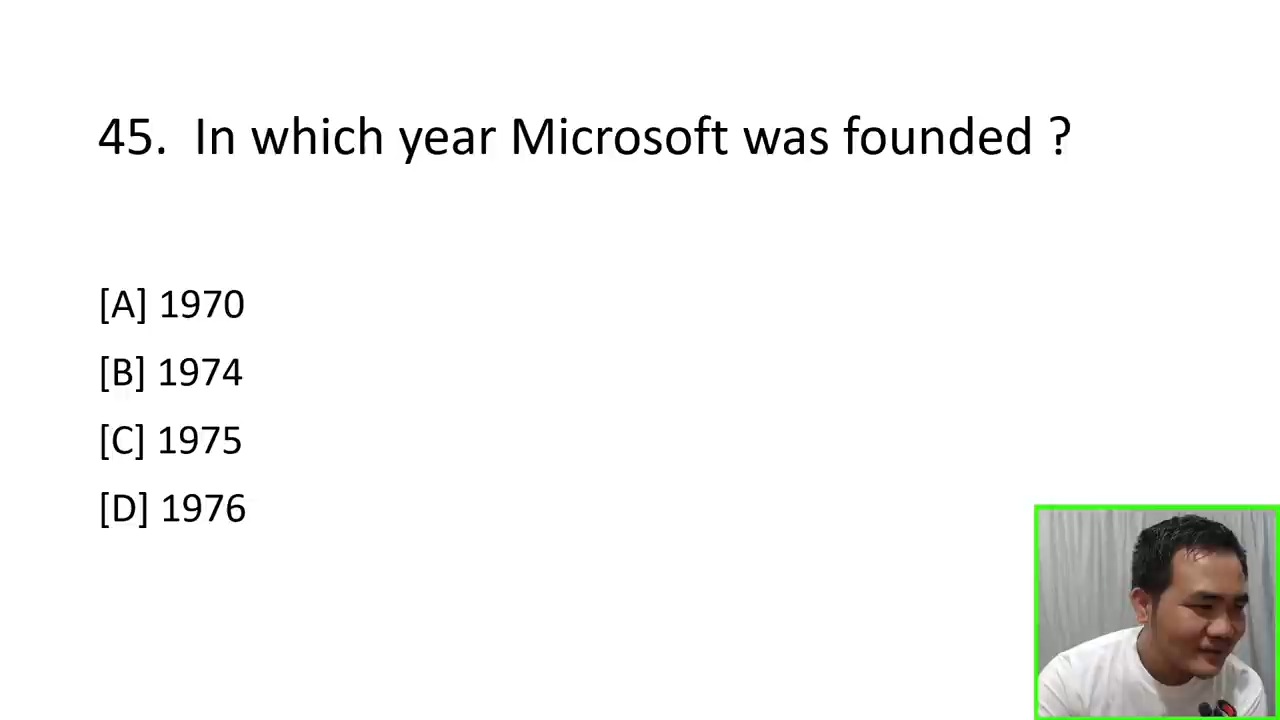 45. In which year Microsoft was founded ?
[A] 1970
[B] 1974
[C] 1975
[D] 1976